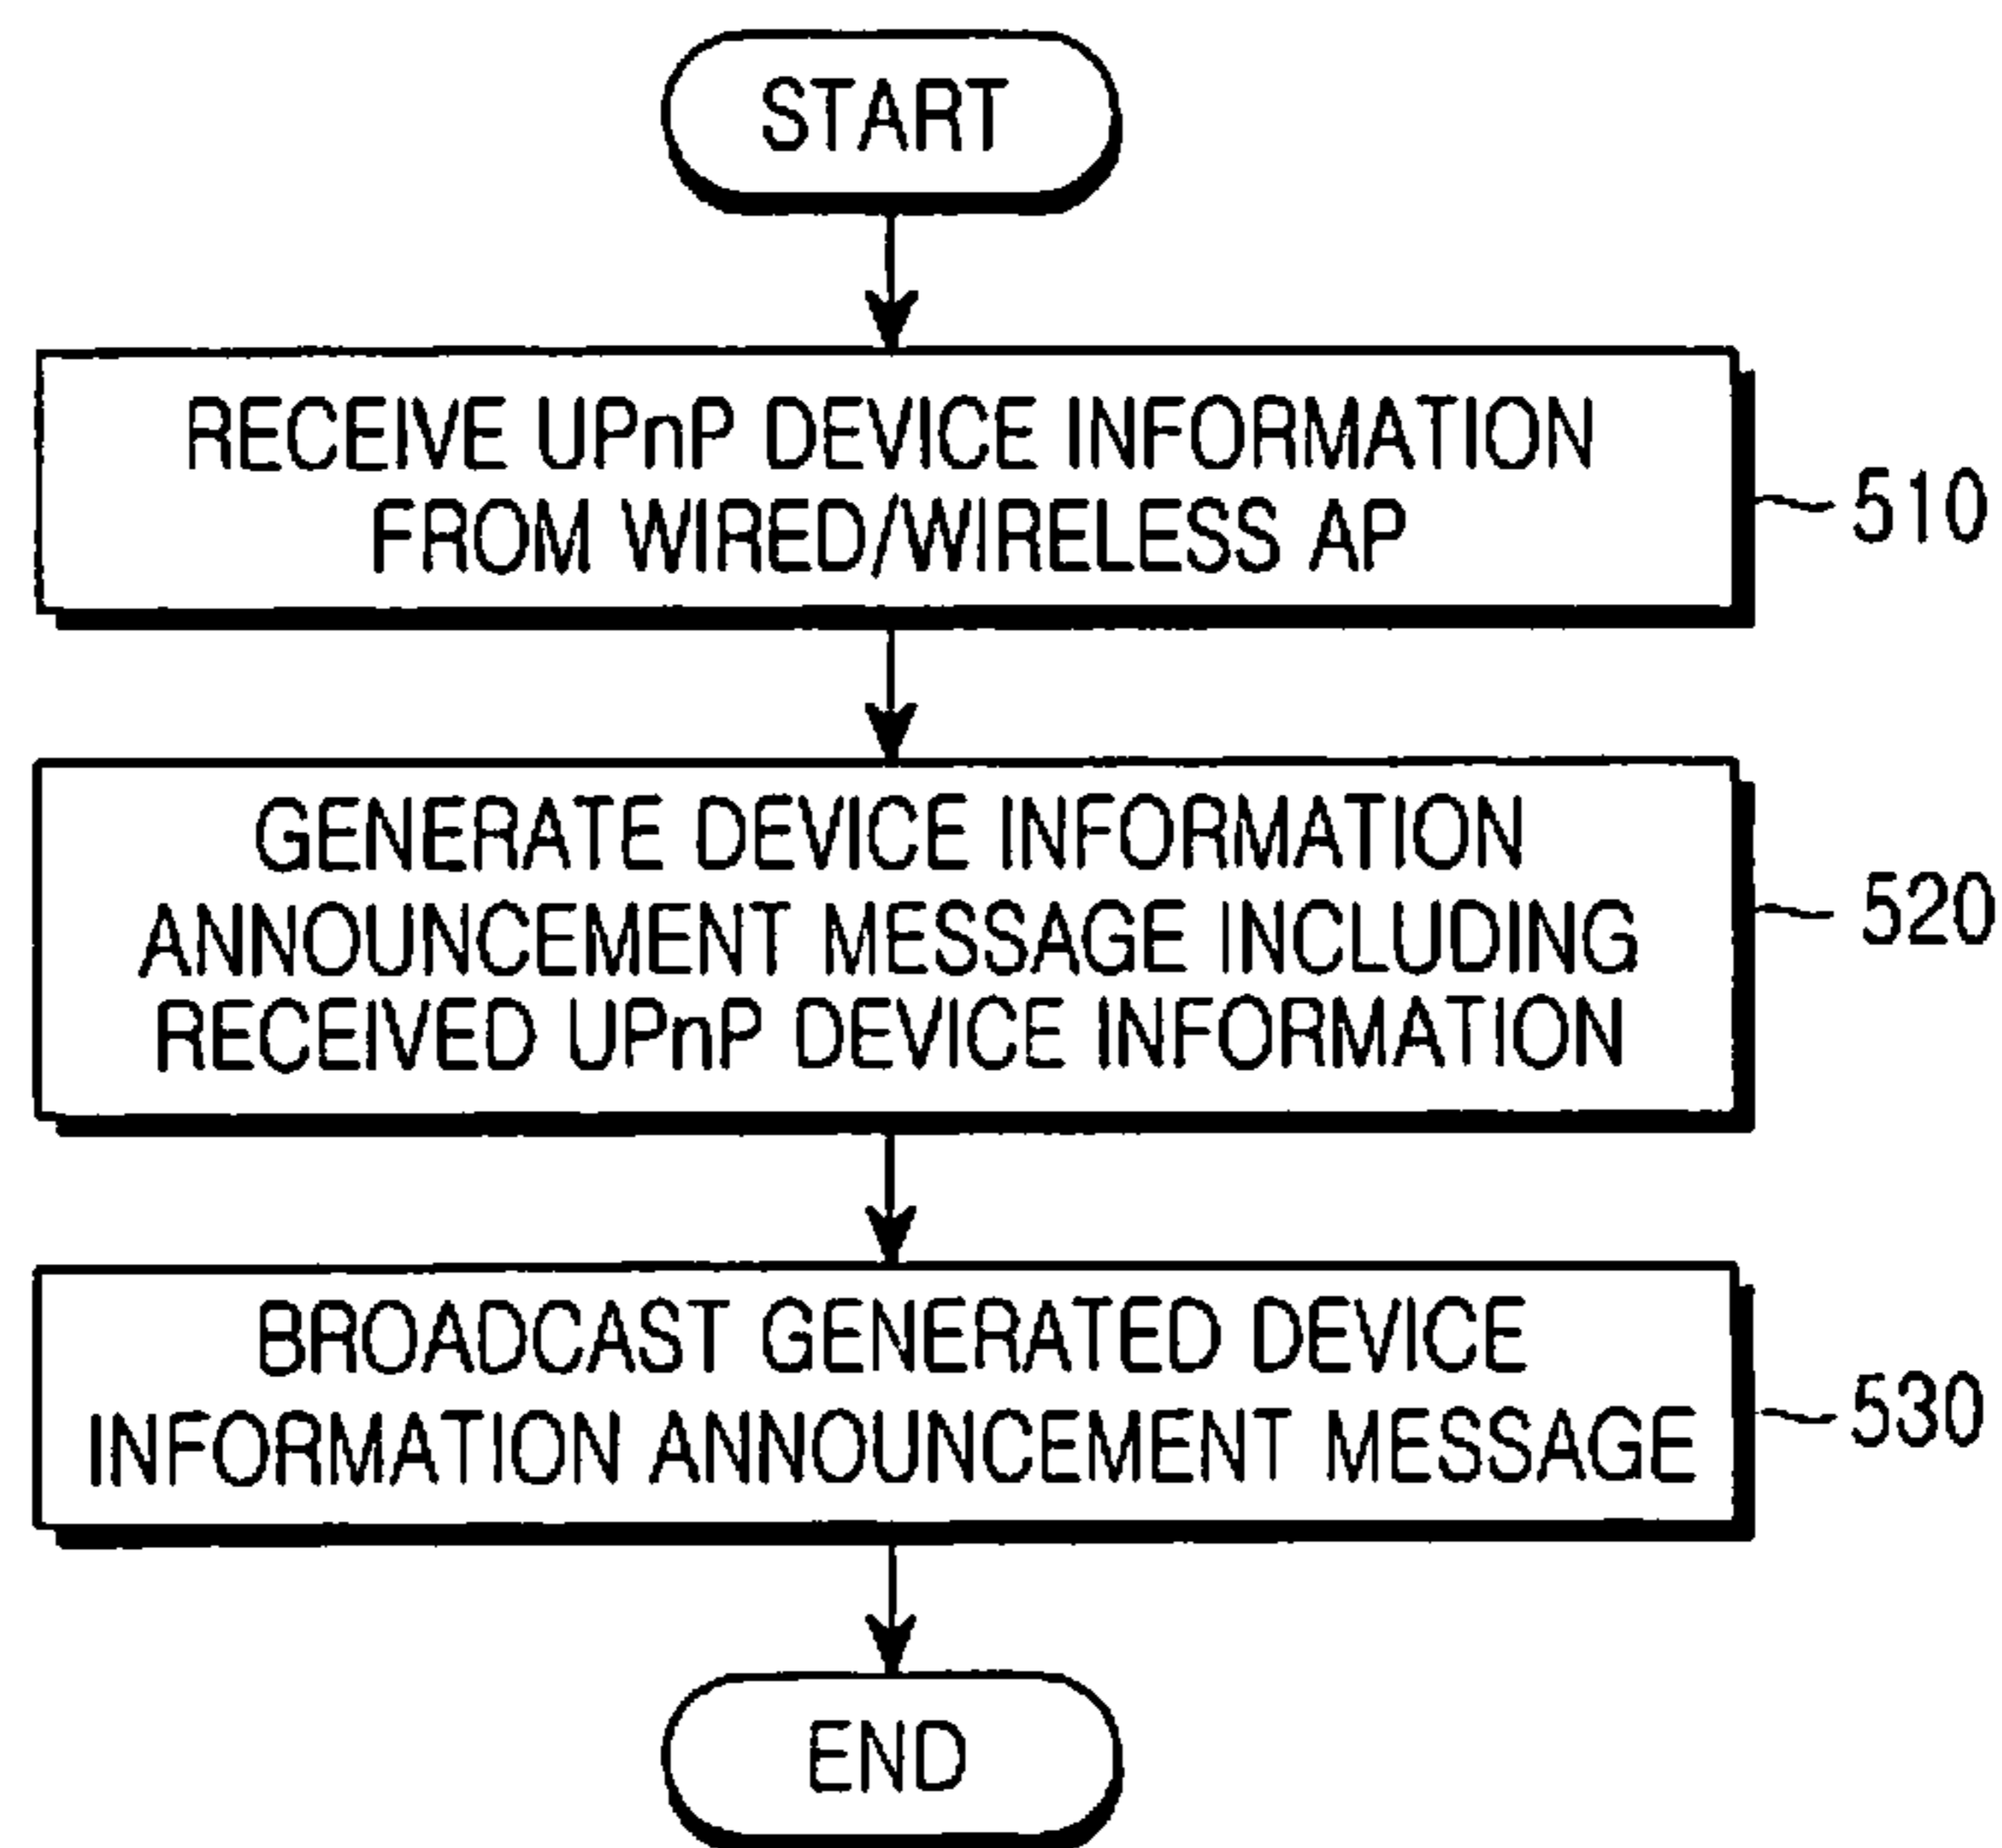 START
RECEIVE UPnP DEVICE INFORMATION
FROM WIRED/WIRELESS AP
510
GENERATE DEVICE INFORMATION
ANNOUNCEMENT MESSAGE INCLUDING
RECEIVED UPnP DEVICE INFORMATION
520
BROADCAST GENERATED DEVICE
INFORMATION ANNOUNCEMENT MESSAGE
530
END